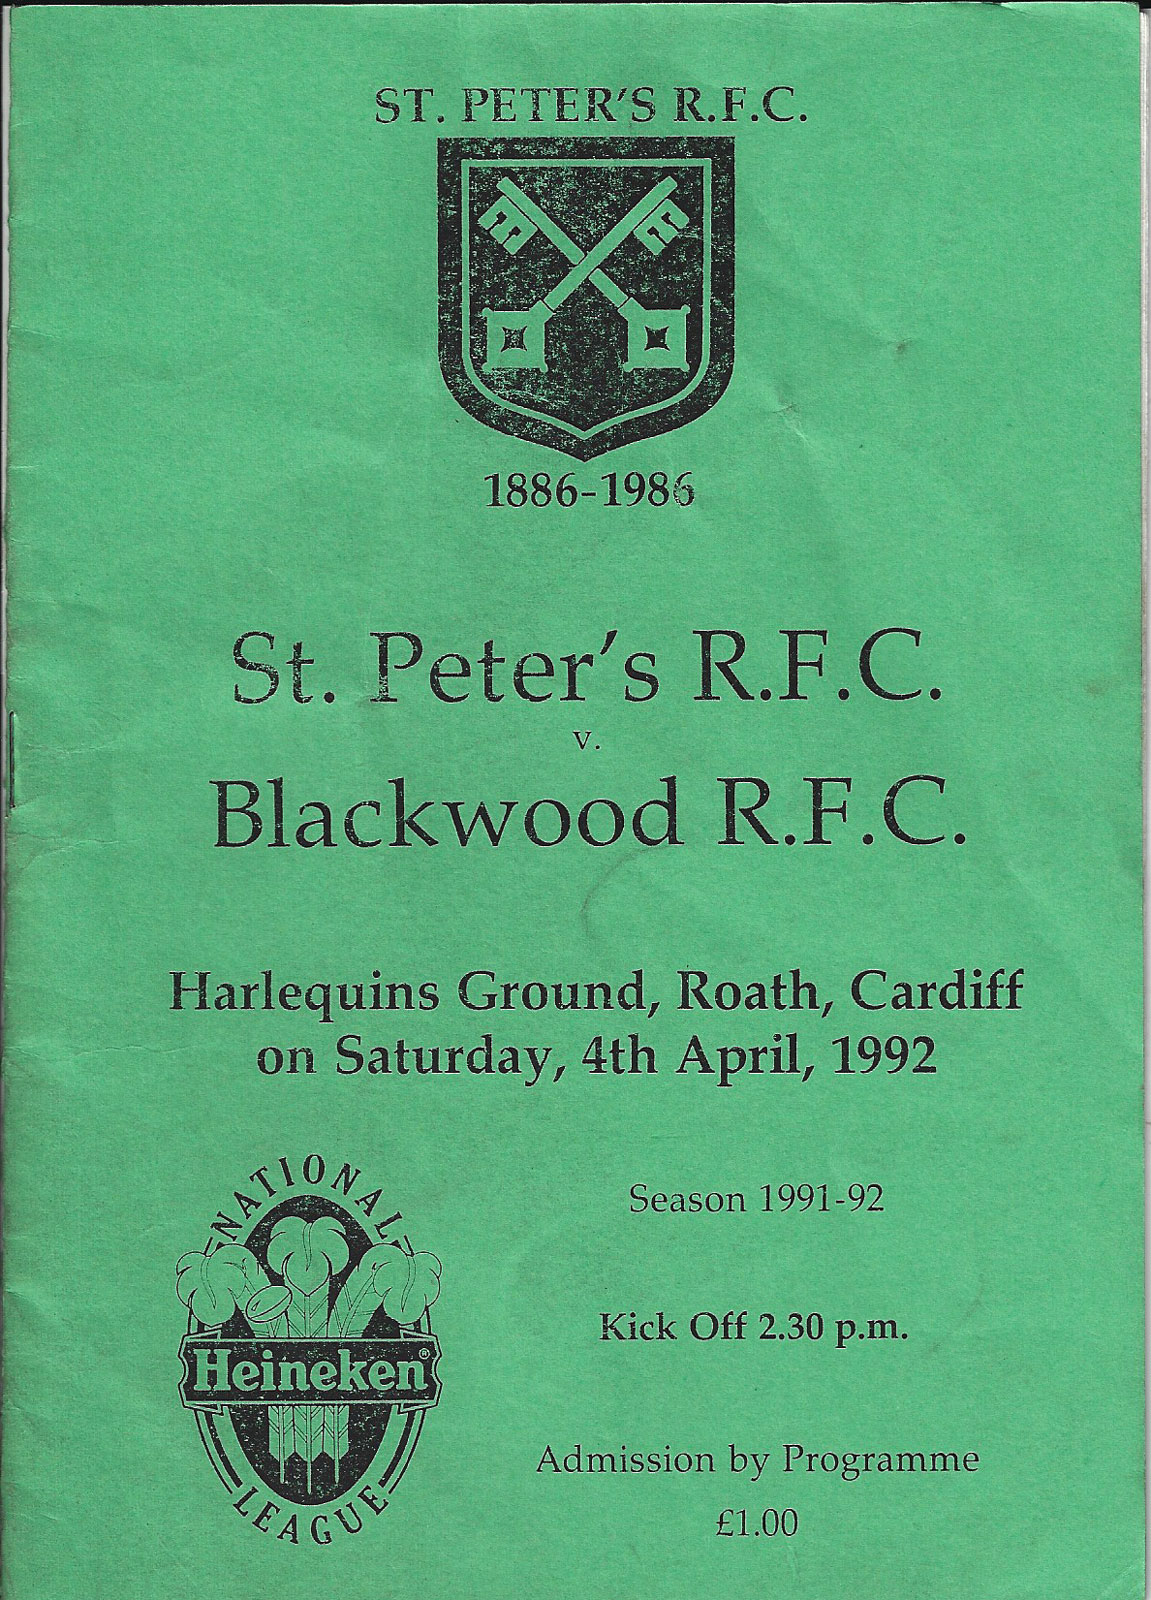 ST. PETER'S R.F.C.
1886-1986
St. Peter's R.F.C.
v.
Blackwood R.F.C.
Harlequins Ground, Roath, Cardiff
on Saturday, 4th April, 1992
NATIONAL
Heineken®
LEAGUE
Season 1991-92
Kick Off 2.30 p.m.
Admission by Programme
£1.00